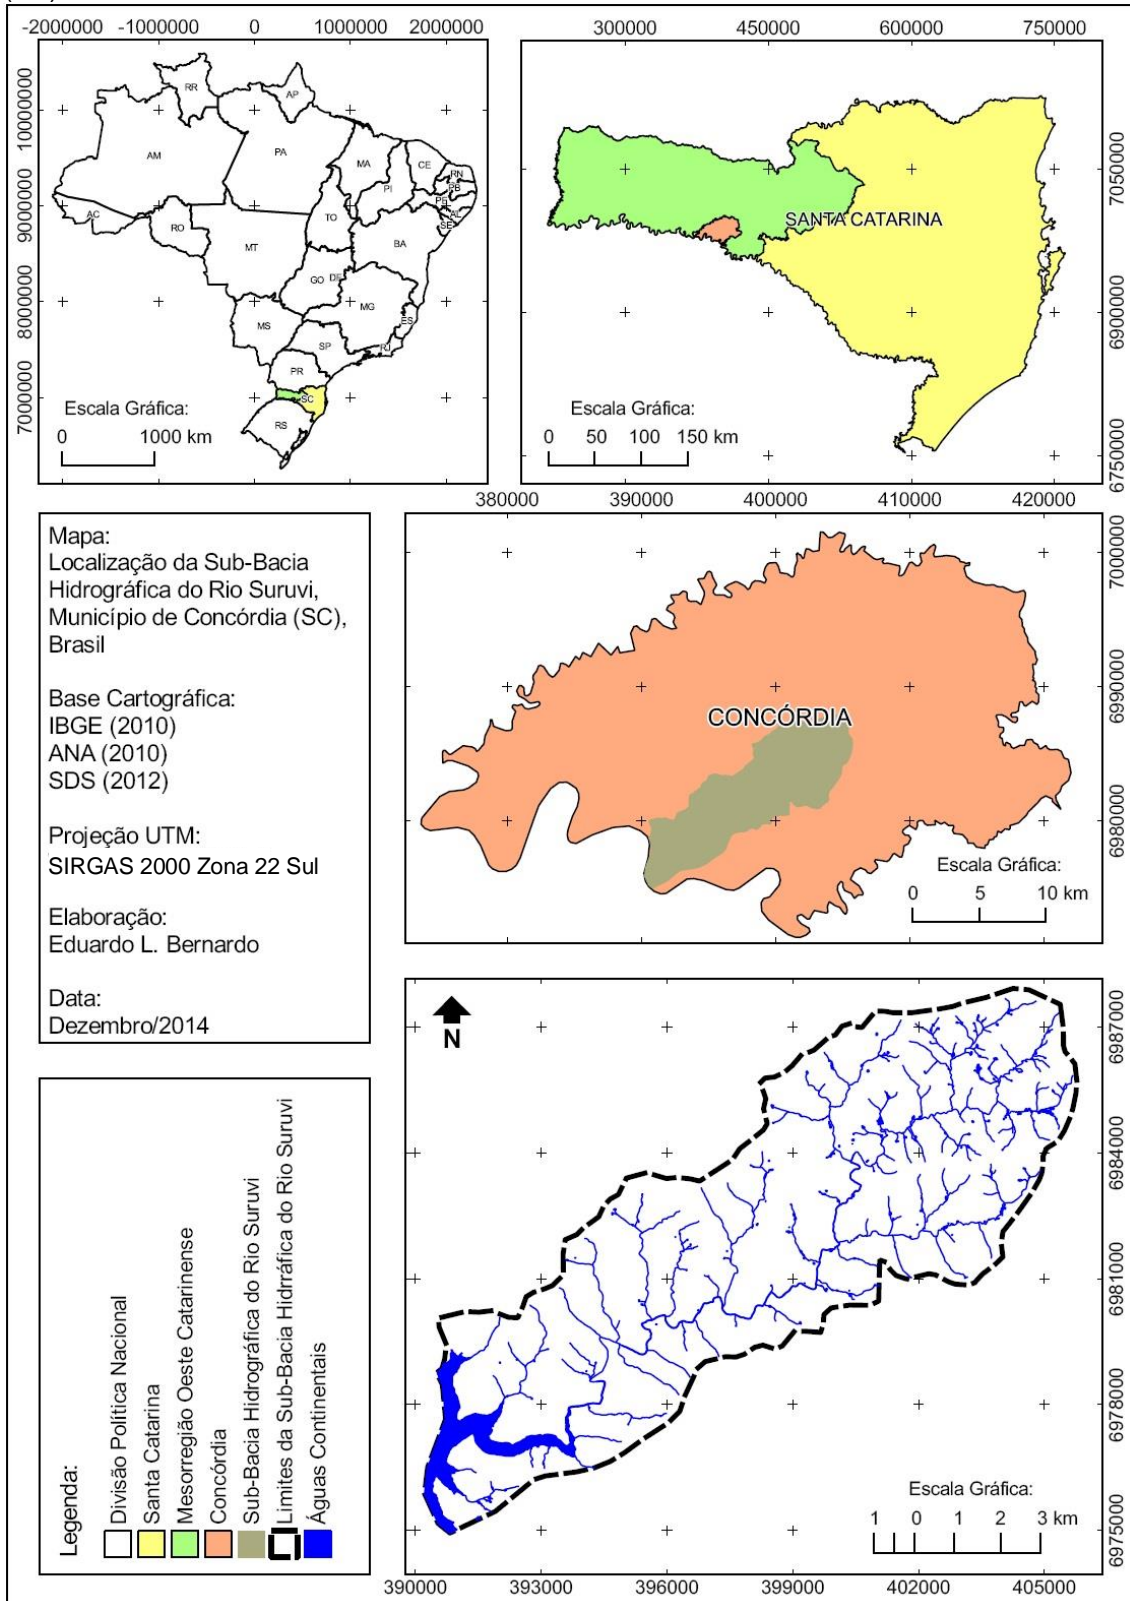 -2000000 -1000000 0 1000000 2000000
10000000
9000000
8000000
7000000
RR
AP
AM
PA
MA
CE
RN
PB
PI
PE
AL
SE
AC
RO
TO
BA
MT
GO
DF
MG
ES
MS
SP
RJ
PR
SC
RS
Escala Gráfica:
0 1000 km
300000 450000 600000 750000
7050000
6900000
6750000
SANTA CATARINA
Escala Gráfica:
0 50 100 150 km
Mapa:
Localização da Sub-Bacia
Hidrográfica do Rio Suruvi,
Município de Concórdia (SC),
Brasil
Base Cartográfica:
IBGE (2010)
ANA (2010)
SDS (2012)
Projeção UTM:
SIRGAS 2000 Zona 22 Sul
Elaboração:
Eduardo L. Bernardo
Data:
Dezembro/2014
380000 390000 400000 410000 420000
7000000
6990000
6980000
CONCÓRDIA
Escala Gráfica:
0 5 10 km
Legenda:
Divisão Política Nacional
Santa Catarina
Mesorregião Oeste Catarinense
Concórdia
Sub-Bacia Hidrográfica do Rio Suruvi
Limites da Sub-Bacia Hidrráfica do Rio Suruvi
Águas Continentais
N
6987000
6984000
6981000
6978000
6975000
Escala Gráfica:
1 0 1 2 3 km
390000 393000 396000 399000 402000 405000